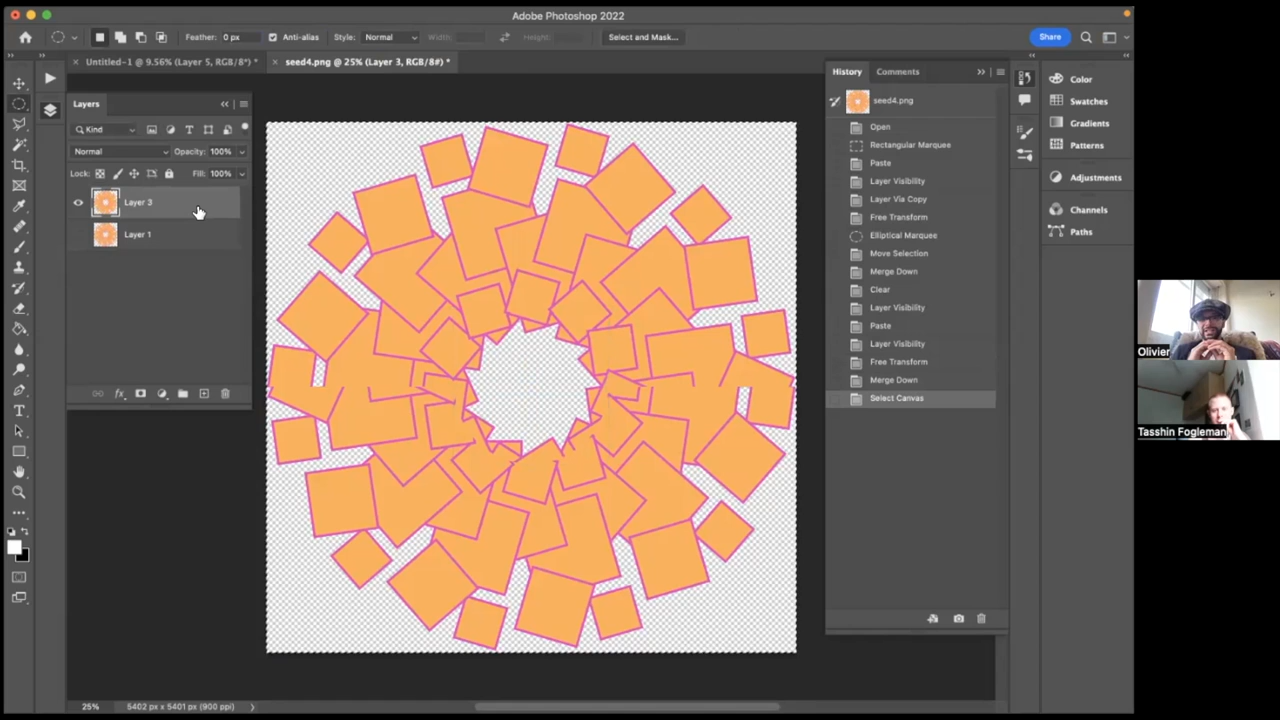 Adobe Photoshop 2022
Feather: 0 px Anti-alias Style: Normal Width: Height: Select and Mask... Share
Untitled-1 @ 9.56% (Layer 5, RGB/8*) * seed4.png @ 25% (Layer 3, RGB/8#) *
Layers
Kind
Normal Opacity: 100%
Lock: Fill: 100%
Layer 3
Layer 1
History Comments
seed4.png
Open
Rectangular Marquee
Paste
Layer Visibility
Layer Via Copy
Free Transform
Elliptical Marquee
Move Selection
Merge Down
Clear
Layer Visibility
Paste
Layer Visibility
Free Transform
Merge Down
Select Canvas
Color
Swatches
Gradients
Patterns
Adjustments
Channels
Paths
Olivier
Tasshin Fogleman
25% 5402 px x 5401 px (900 ppi)